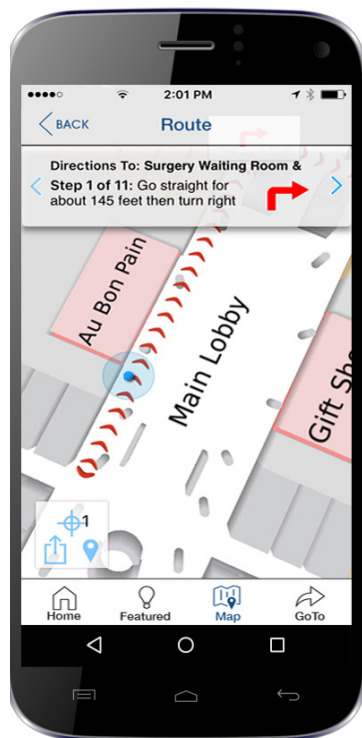 2:01 PM
BACK
Route
Directions To: Surgery Waiting Room &
Step 1 of 11: Go straight for
about 145 feet then turn right
Au Bon Pain
Main Lobby
Gift Sho
1
Home
Featured
Map
GoTo